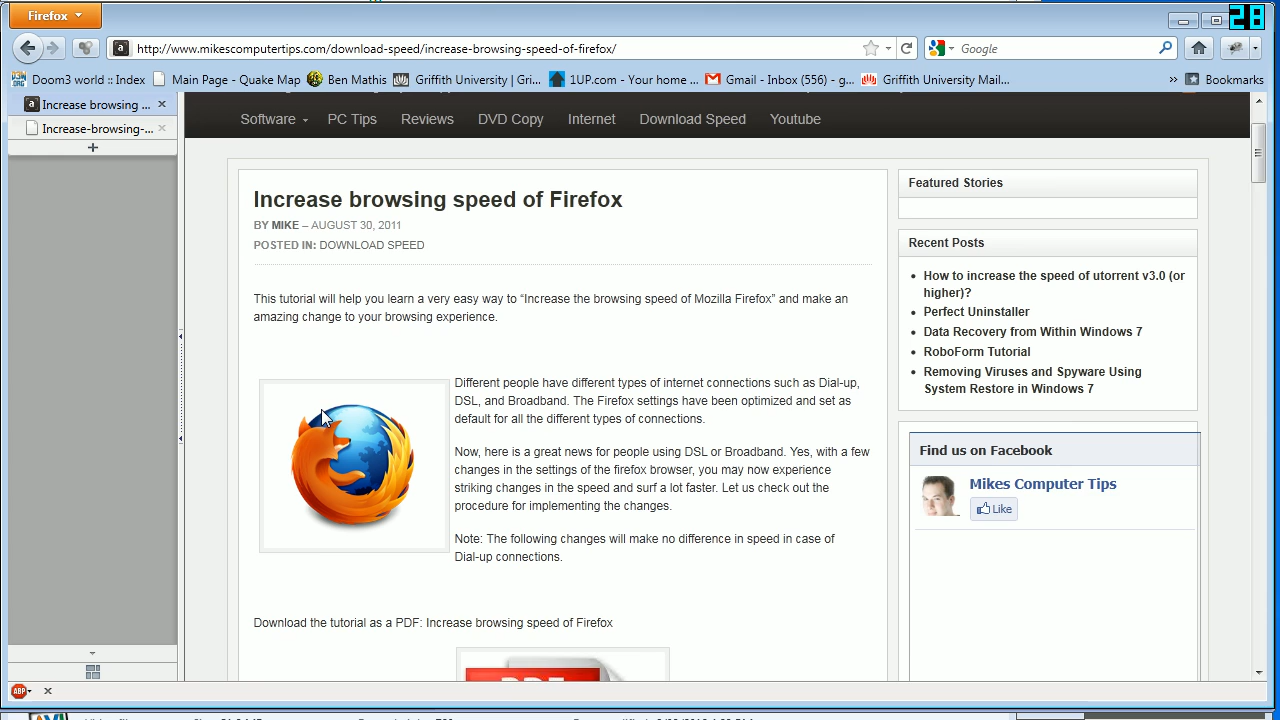 Firefox
28
http://www.mikescomputertips.com/download-speed/increase-browsing-speed-of-firefox/
Google
Doom3 world :: Index
Main Page - Quake Map
Ben Mathis
Griffith University | Gri...
1UP.com - Your home ...
Gmail - Inbox (556) - g...
Griffith University Mail...
»
Bookmarks
Increase browsing ...
Increase-browsing-...
Software
PC Tips
Reviews
DVD Copy
Internet
Download Speed
Youtube
Increase browsing speed of Firefox
BY MIKE – AUGUST 30, 2011
POSTED IN: DOWNLOAD SPEED
This tutorial will help you learn a very easy way to “Increase the browsing speed of Mozilla Firefox” and make an
amazing change to your browsing experience.
Different people have different types of internet connections such as Dial-up,
DSL, and Broadband. The Firefox settings have been optimized and set as
default for all the different types of connections.
Now, here is a great news for people using DSL or Broadband. Yes, with a few
changes in the settings of the firefox browser, you may now experience
striking changes in the speed and surf a lot faster. Let us check out the
procedure for implementing the changes.
Note: The following changes will make no difference in speed in case of
Dial-up connections.
Download the tutorial as a PDF: Increase browsing speed of Firefox
Featured Stories
Recent Posts
How to increase the speed of utorrent v3.0 (or
higher)?
Perfect Uninstaller
Data Recovery from Within Windows 7
RoboForm Tutorial
Removing Viruses and Spyware Using
System Restore in Windows 7
Find us on Facebook
Mikes Computer Tips
Like
ABP